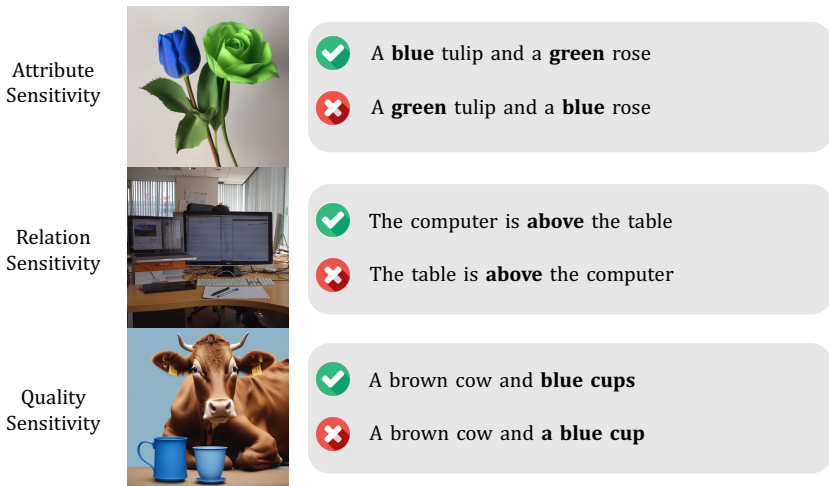 Attribute
Sensitivity
A blue tulip and a green rose
A green tulip and a blue rose
Relation
Sensitivity
The computer is above the table
The table is above the computer
Quality
Sensitivity
A brown cow and blue cups
A brown cow and a blue cup